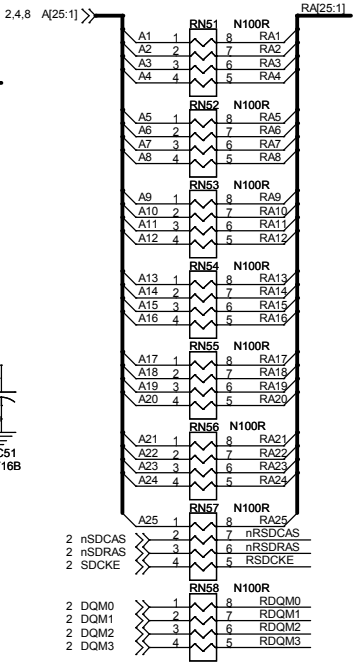 2,4,8 A[25:1] RA[25:1]
RN51 N100R
A1 1 8 RA1
A2 2 7 RA2
A3 3 6 RA3
A4 4 5 RA4
RN52 N100R
A5 1 8 RA5
A6 2 7 RA6
A7 3 6 RA7
A8 4 5 RA8
RN53 N100R
A9 1 8 RA9
A10 2 7 RA10
A11 3 6 RA11
A12 4 5 RA12
RN54 N100R
A13 1 8 RA13
A14 2 7 RA14
A15 3 6 RA15
A16 4 5 RA16
RN55 N100R
A17 1 8 RA17
A18 2 7 RA18
A19 3 6 RA19
A20 4 5 RA20
RN56 N100R
A21 1 8 RA21
A22 2 7 RA22
A23 3 6 RA23
A24 4 5 RA24
C51
16B
RN57 N100R
A25 1 8 RA25
2 nSDCAS 2 7 nRSDCAS
2 nSDRAS 3 6 nRSDRAS
2 SDCKE 4 5 RSDCKE
RN58 N100R
2 DQM0 1 8 RDQM0
2 DQM1 2 7 RDQM1
2 DQM2 3 6 RDQM2
2 DQM3 4 5 RDQM3